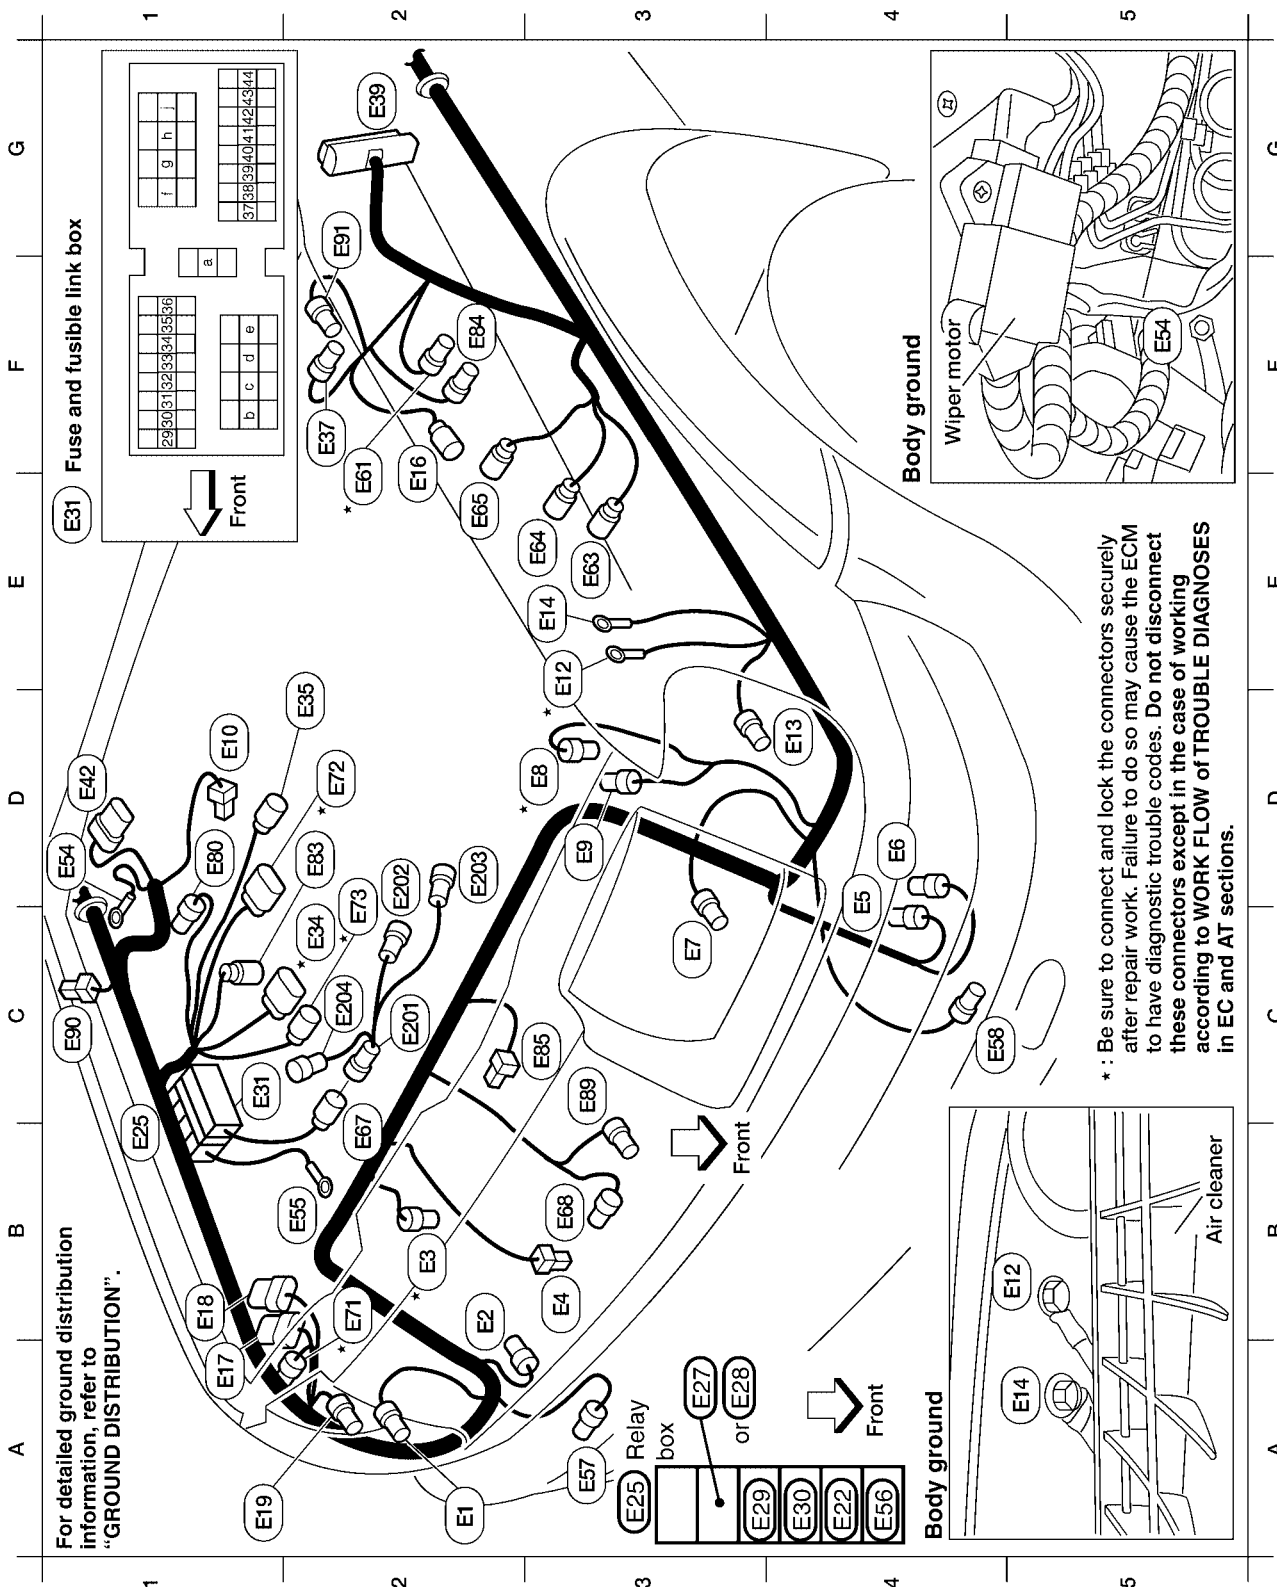 For detailed ground distribution
information, refer to
“GROUND DISTRIBUTION”.
A
B
C
D
E
F
G
1
2
3
4
5
E31 Fuse and fusible link box
29 30 31 32 33 34 35 36
b c d e
a
f g h j
37 38 39 40 41 42 43 44
Front
E54
E42
E10
E35
E72
★
E80
E83
E34
★
E73
★
E202
E203
E204
E201
E90
E25
E31
E67
E55
E18
E17
E71
★
E3
★
E19
E1
E2
E4
E57
E68
E89
E85
E39
E91
E37
E61
★
E84
E16
E65
E64
E63
E14
E12
★
E8
★
E9
E13
E7
E5
E6
E58
Front
E25 Relay
box
E27
or E28
E29
E30
E22
E56
Front
Body ground
E14
E12
Air cleaner
★ : Be sure to connect and lock the connectors securely
after repair work. Failure to do so may cause the ECM
to have diagnostic trouble codes. Do not disconnect
these connectors except in the case of working
according to WORK FLOW of TROUBLE DIAGNOSES
in EC and AT sections.
Body ground
Wiper motor
E54
1
2
3
4
5
A
B
C
D
E
F
G